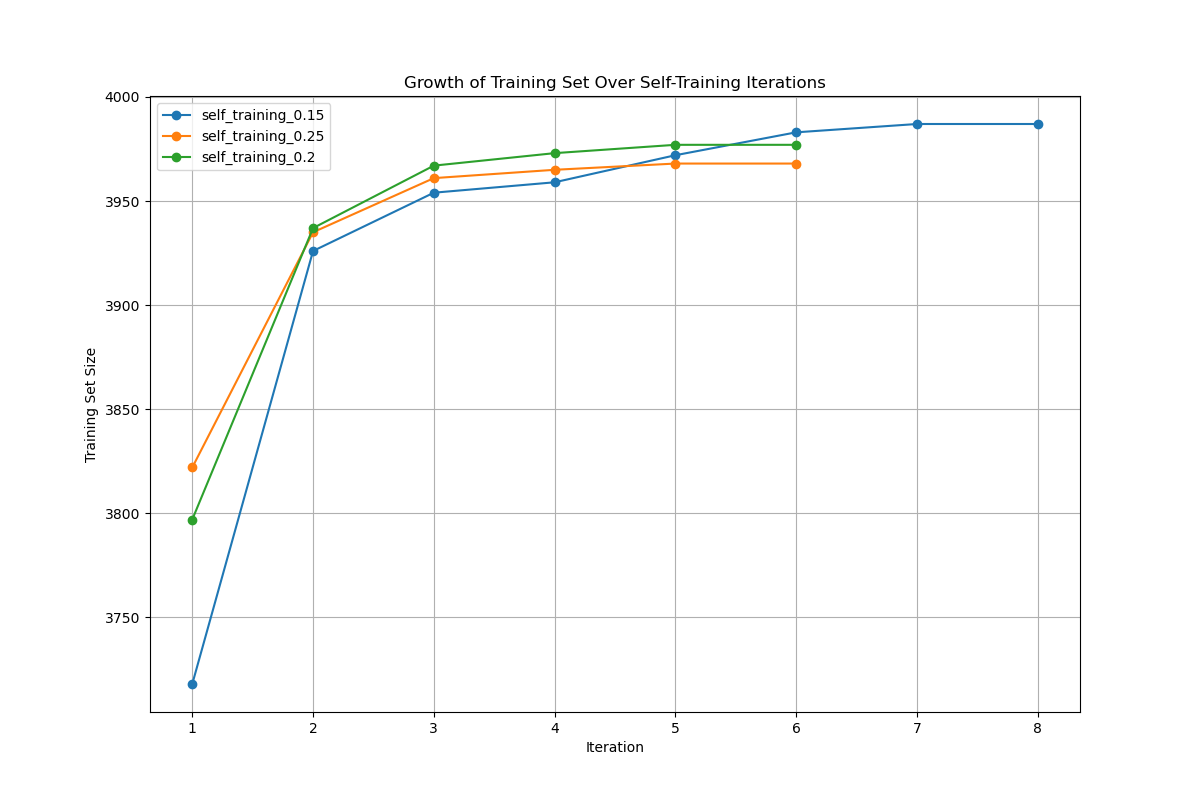 Growth of Training Set Over Self-Training Iterations
4000
3950
3900
3850
3800
3750
Training Set Size
self_training_0.15
self_training_0.25
self_training_0.2
1 2 3 4 5 6 7 8
Iteration